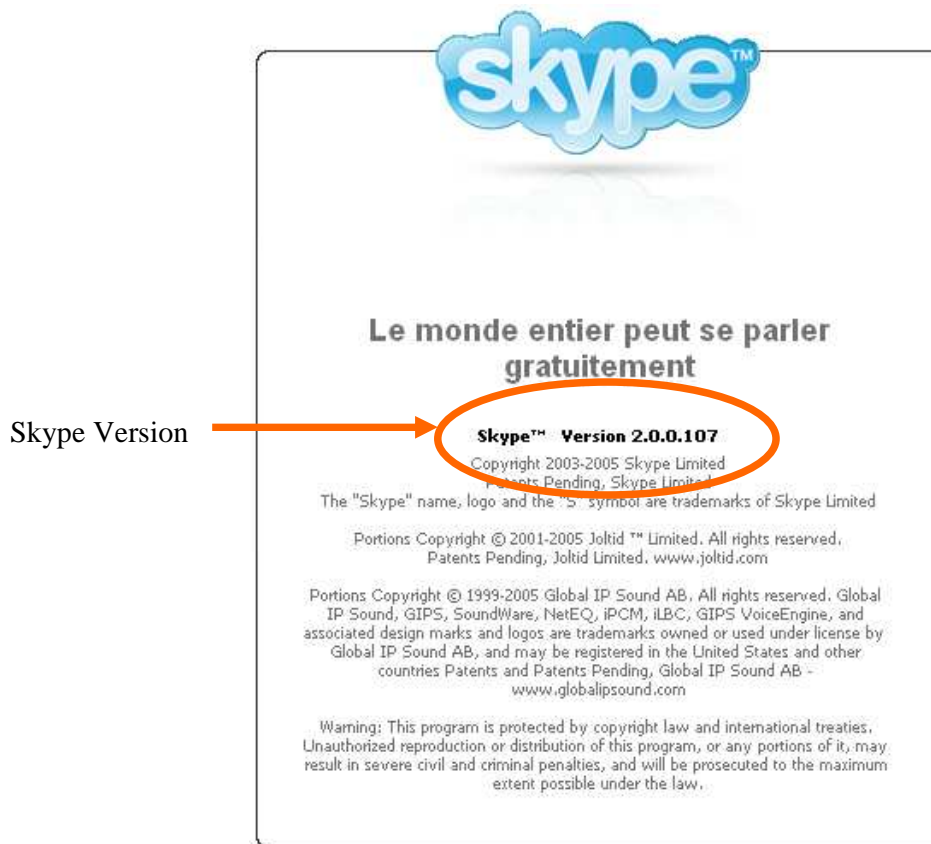 skype™
Le monde entier peut se parler
gratuitement
Skype Version
Skype™ Version 2.0.0.107
Copyright 2003-2005 Skype Limited
Patents Pending, Skype Limited
The "Skype" name, logo and the "S" symbol are trademarks of Skype Limited
Portions Copyright © 2001-2005 Joltid ™ Limited. All rights reserved.
Patents Pending, Joltid Limited. www.joltid.com
Portions Copyright © 1999-2005 Global IP Sound AB. All rights reserved. Global
IP Sound, GIPS, SoundWare, NetEQ, iPCM, iLBC, GIPS VoiceEngine, and
associated design marks and logos are trademarks owned or used under license by
Global IP Sound AB, and may be registered in the United States and other
countries Patents and Patents Pending, Global IP Sound AB -
www.globalipsound.com
Warning: This program is protected by copyright law and international treaties.
Unauthorized reproduction or distribution of this program, or any portions of it, may
result in severe civil and criminal penalties, and will be prosecuted to the maximum
extent possible under the law.